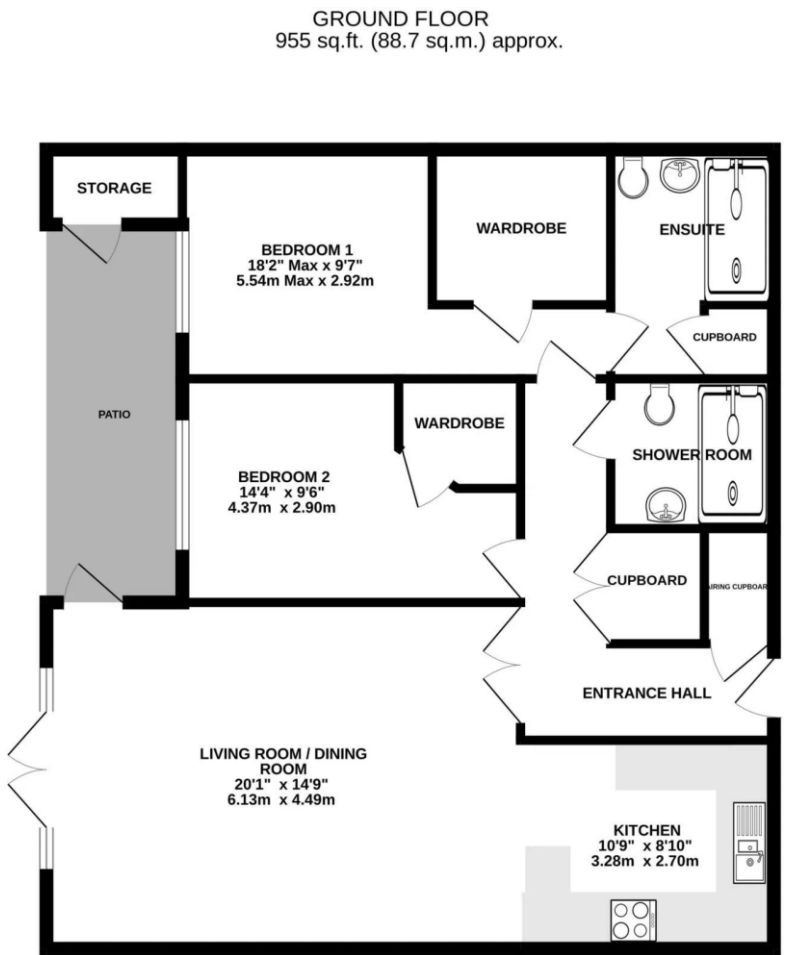 GROUND FLOOR
955 sq.ft. (88.7 sq.m.) approx.
STORAGE
BEDROOM 1
18'2" Max x 9'7"
5.54m Max x 2.92m
WARDROBE
ENSUITE
CUPBOARD
PATIO
WARDROBE
BEDROOM 2
14'4" x 9'6"
4.37m x 2.90m
SHOWER ROOM
CUPBOARD
AIRING CUPBOARD
ENTRANCE HALL
LIVING ROOM / DINING
ROOM
20'1" x 14'9"
6.13m x 4.49m
KITCHEN
10'9" x 8'10"
3.28m x 2.70m